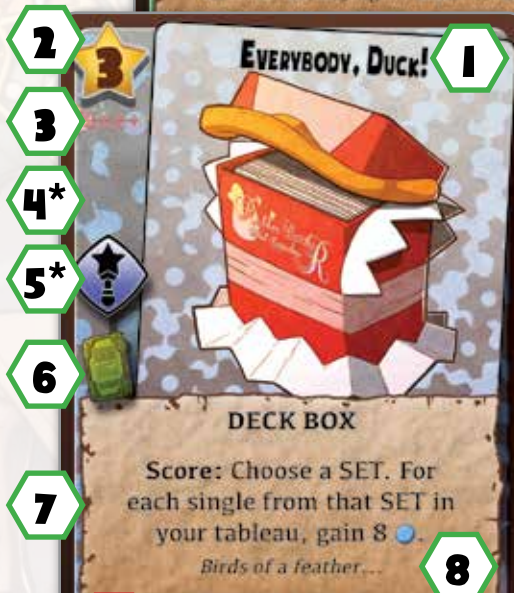 2
3
EVERYBODY, DUCK!
1
3
4*
5*
6
DECK BOX
Score: Choose a SET. For
each single from that SET in
7
your tableau, gain 8 .
Birds of a feather...
8